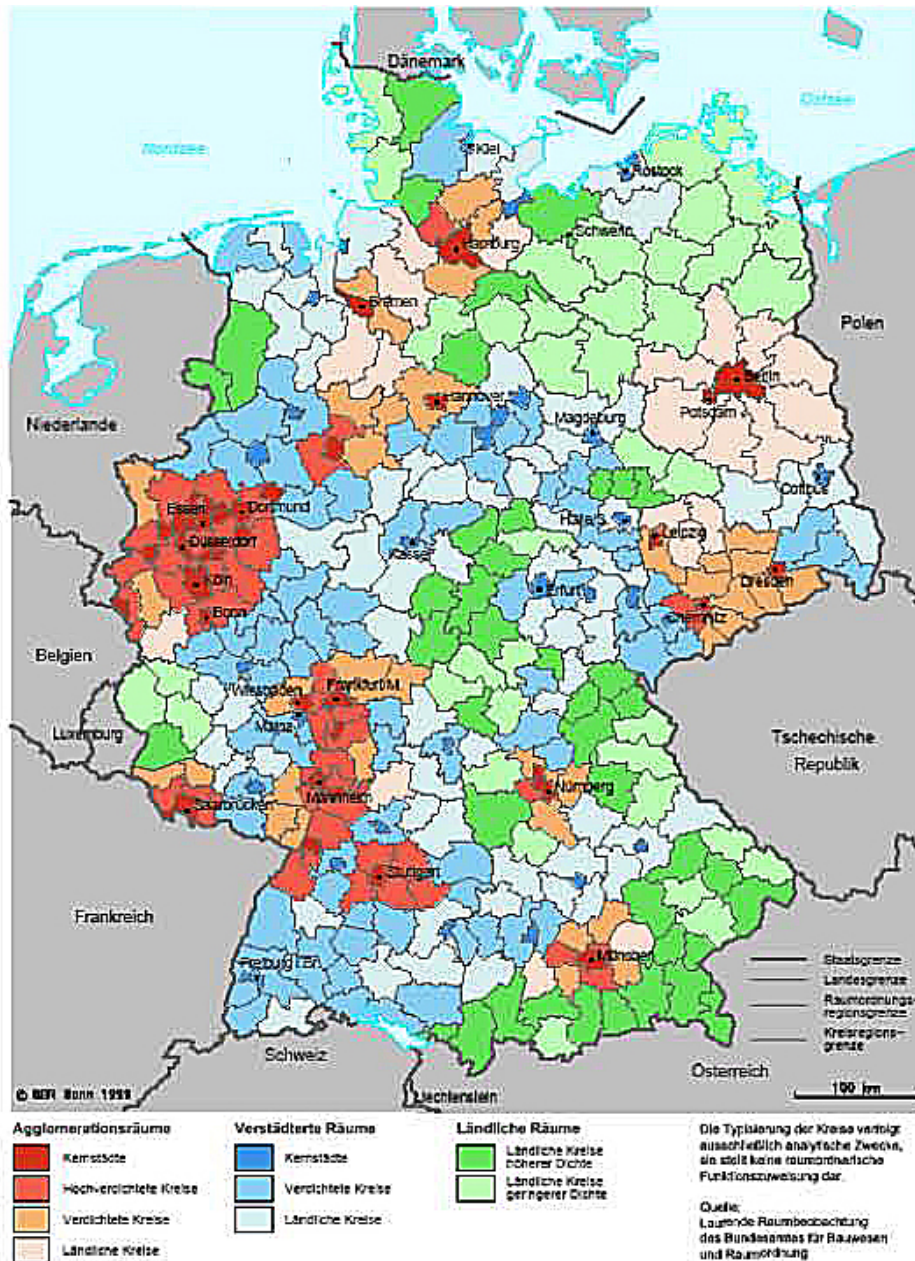 Dänemark
Nordsee
Ostsee
Kiel
Rostock
Schwerin
Hamburg
Bremen
Polen
Berlin
Hannover
Potsdam
Niederlande
Magdeburg
Cottbus
Essen
Dortmund
Halle/S
Düsseldorf
Kassel
Leipzig
Köln
Erfurt
Dresden
Bonn
Chemnitz
Belgien
Wiesbaden
Frankfurt/M
Mainz
Luxemburg
Tschechische
Republik
Nürnberg
Mannheim
Saarbrücken
Stuttgart
Frankreich
München
Freiburg i.Br.
Staatsgrenze
Landesgrenze
Raumordnungs-
regionsgrenze
Kreisregions-
grenze
Schweiz
Österreich
© BBR Bonn 1999
Liechtenstein
100 km
Agglomerationsräume
Kernstädte
Hochverdichtete Kreise
Verdichtete Kreise
Ländliche Kreise
Verstädterte Räume
Kernstädte
Verdichtete Kreise
Ländliche Kreise
Ländliche Räume
Ländliche Kreise
höherer Dichte
Ländliche Kreise
geringerer Dichte
Die Typisierung der Kreise verfolgt
ausschließlich analytische Zwecke,
sie stellt keine raumordnerische
Funktionszuweisung dar.
Quelle:
Laufende Raumbeobachtung
des Bundesamtes für Bauwesen
und Raumordnung